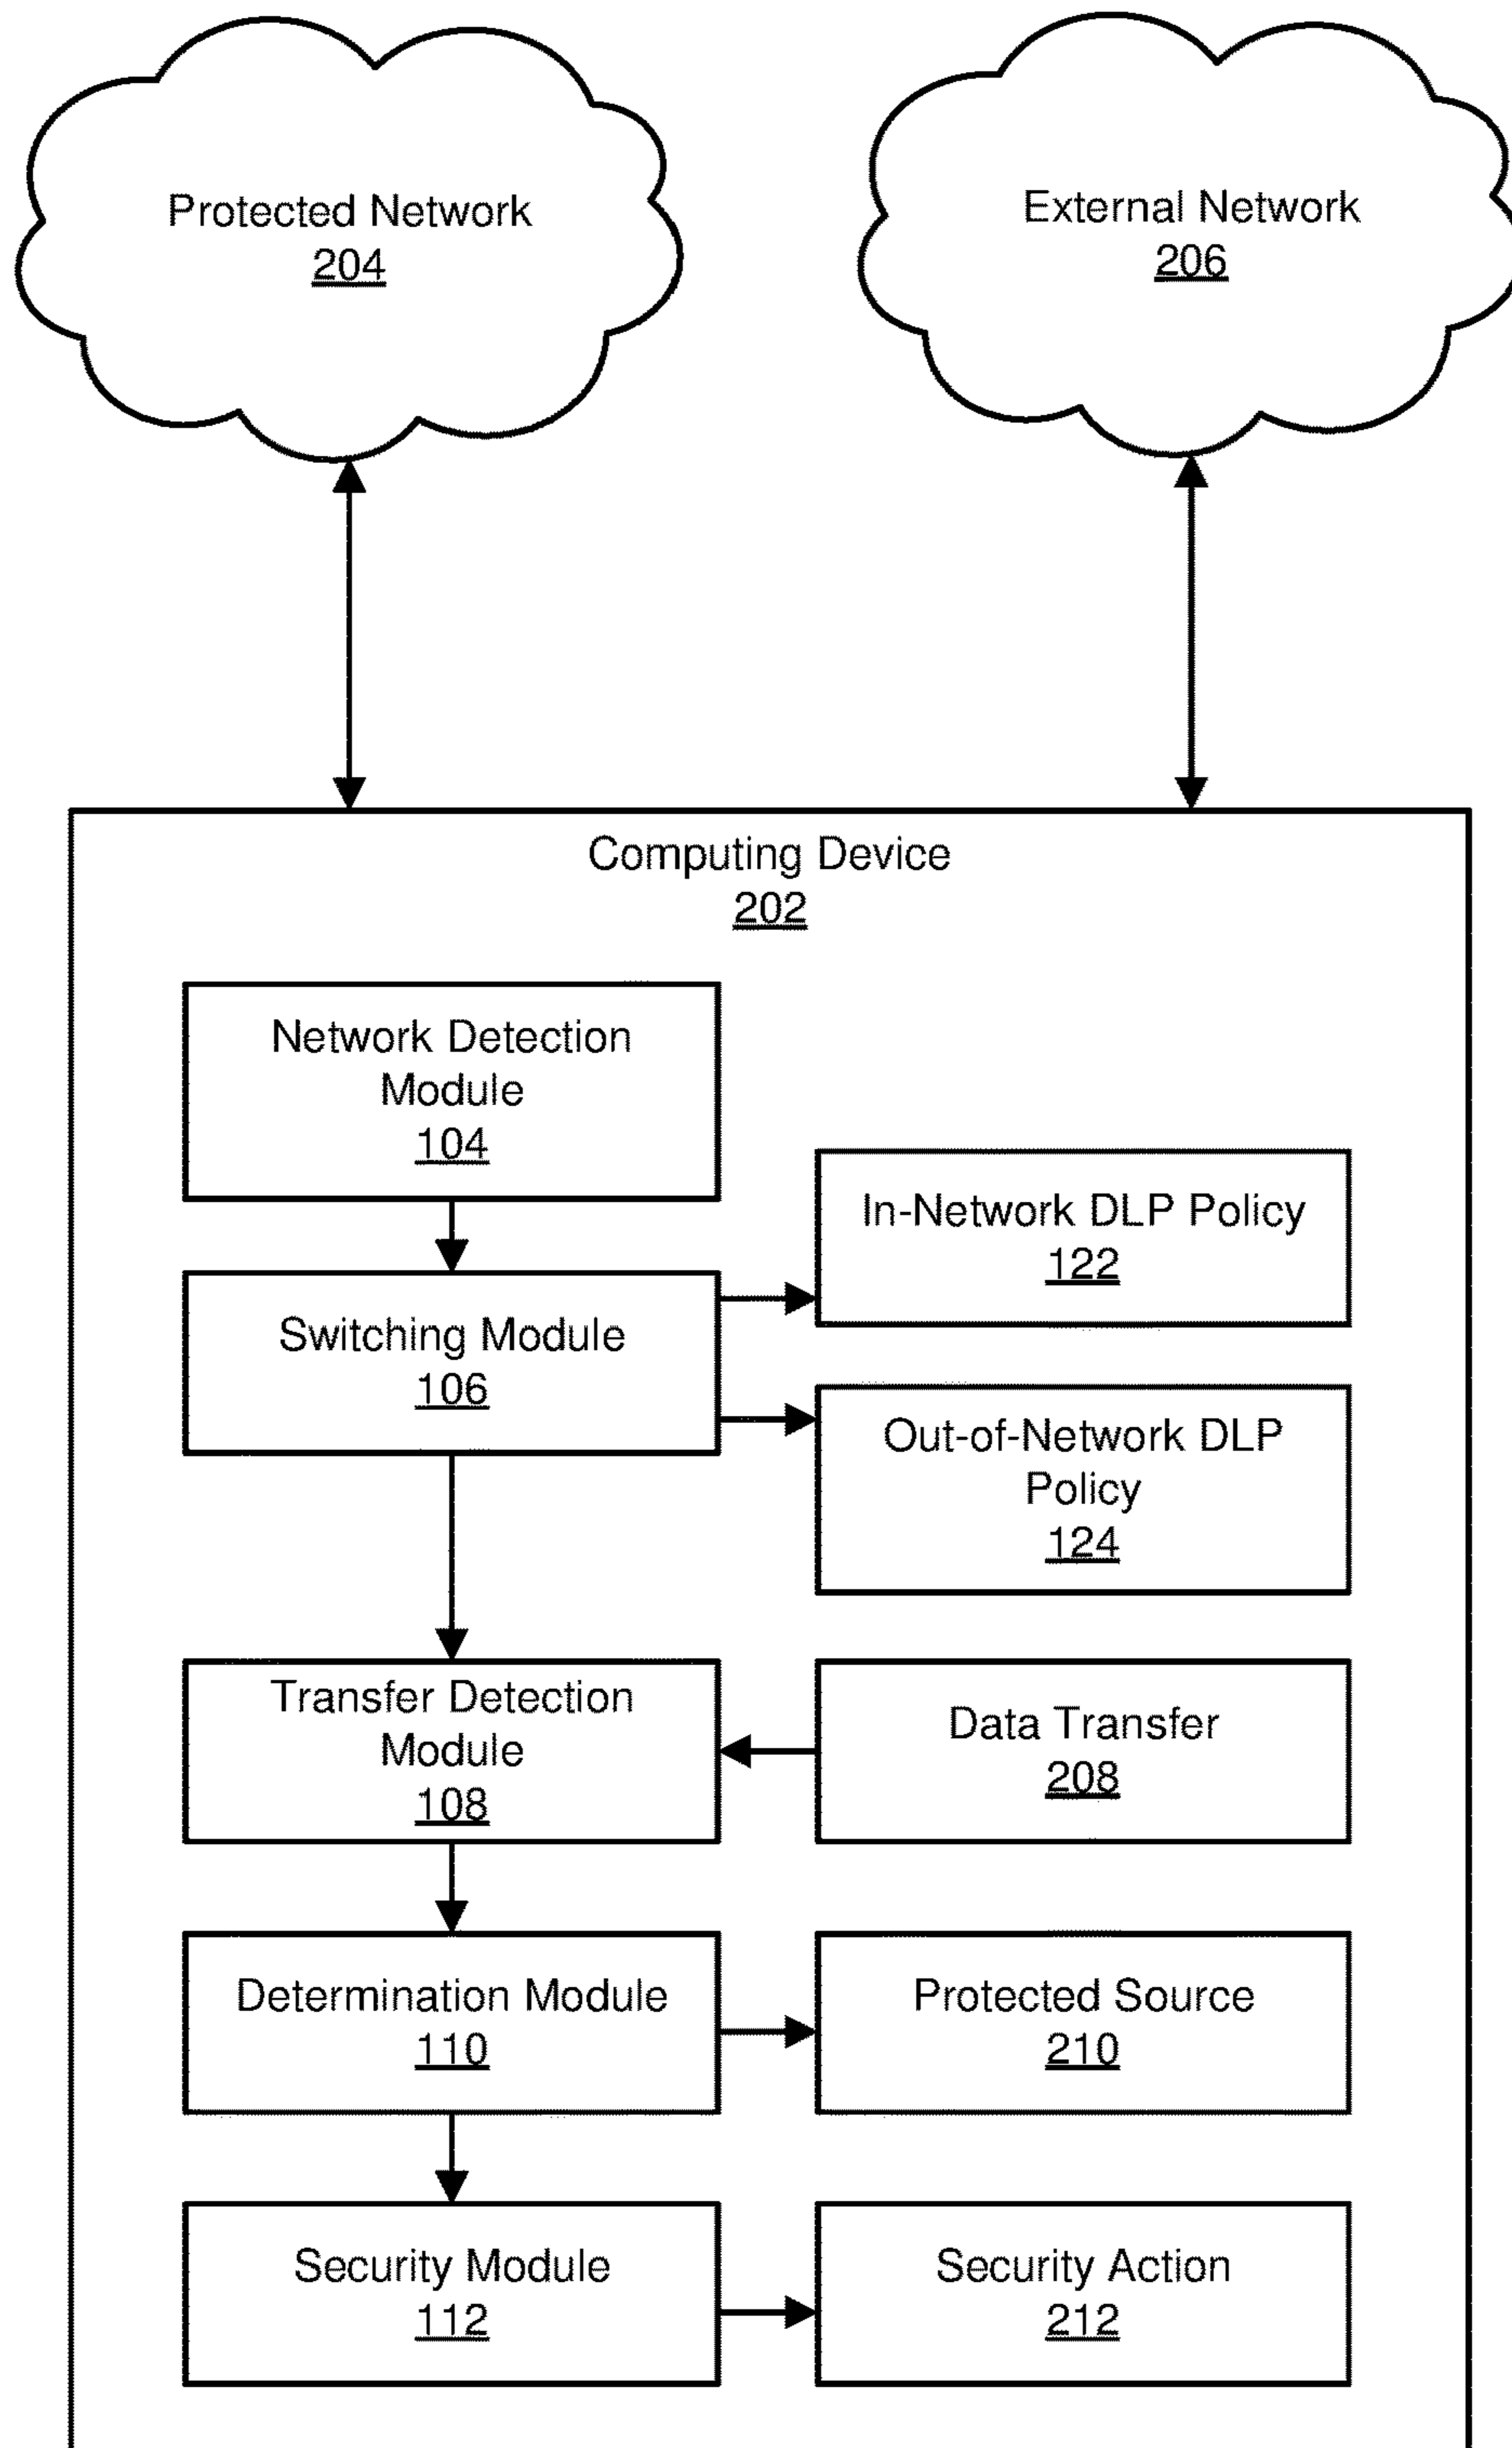 Protected Network
204
External Network
206
Computing Device
202
Network Detection
Module
104
In-Network DLP Policy
122
Switching Module
106
Out-of-Network DLP
Policy
124
Transfer Detection
Module
108
Data Transfer
208
Determination Module
110
Protected Source
210
Security Module
112
Security Action
212